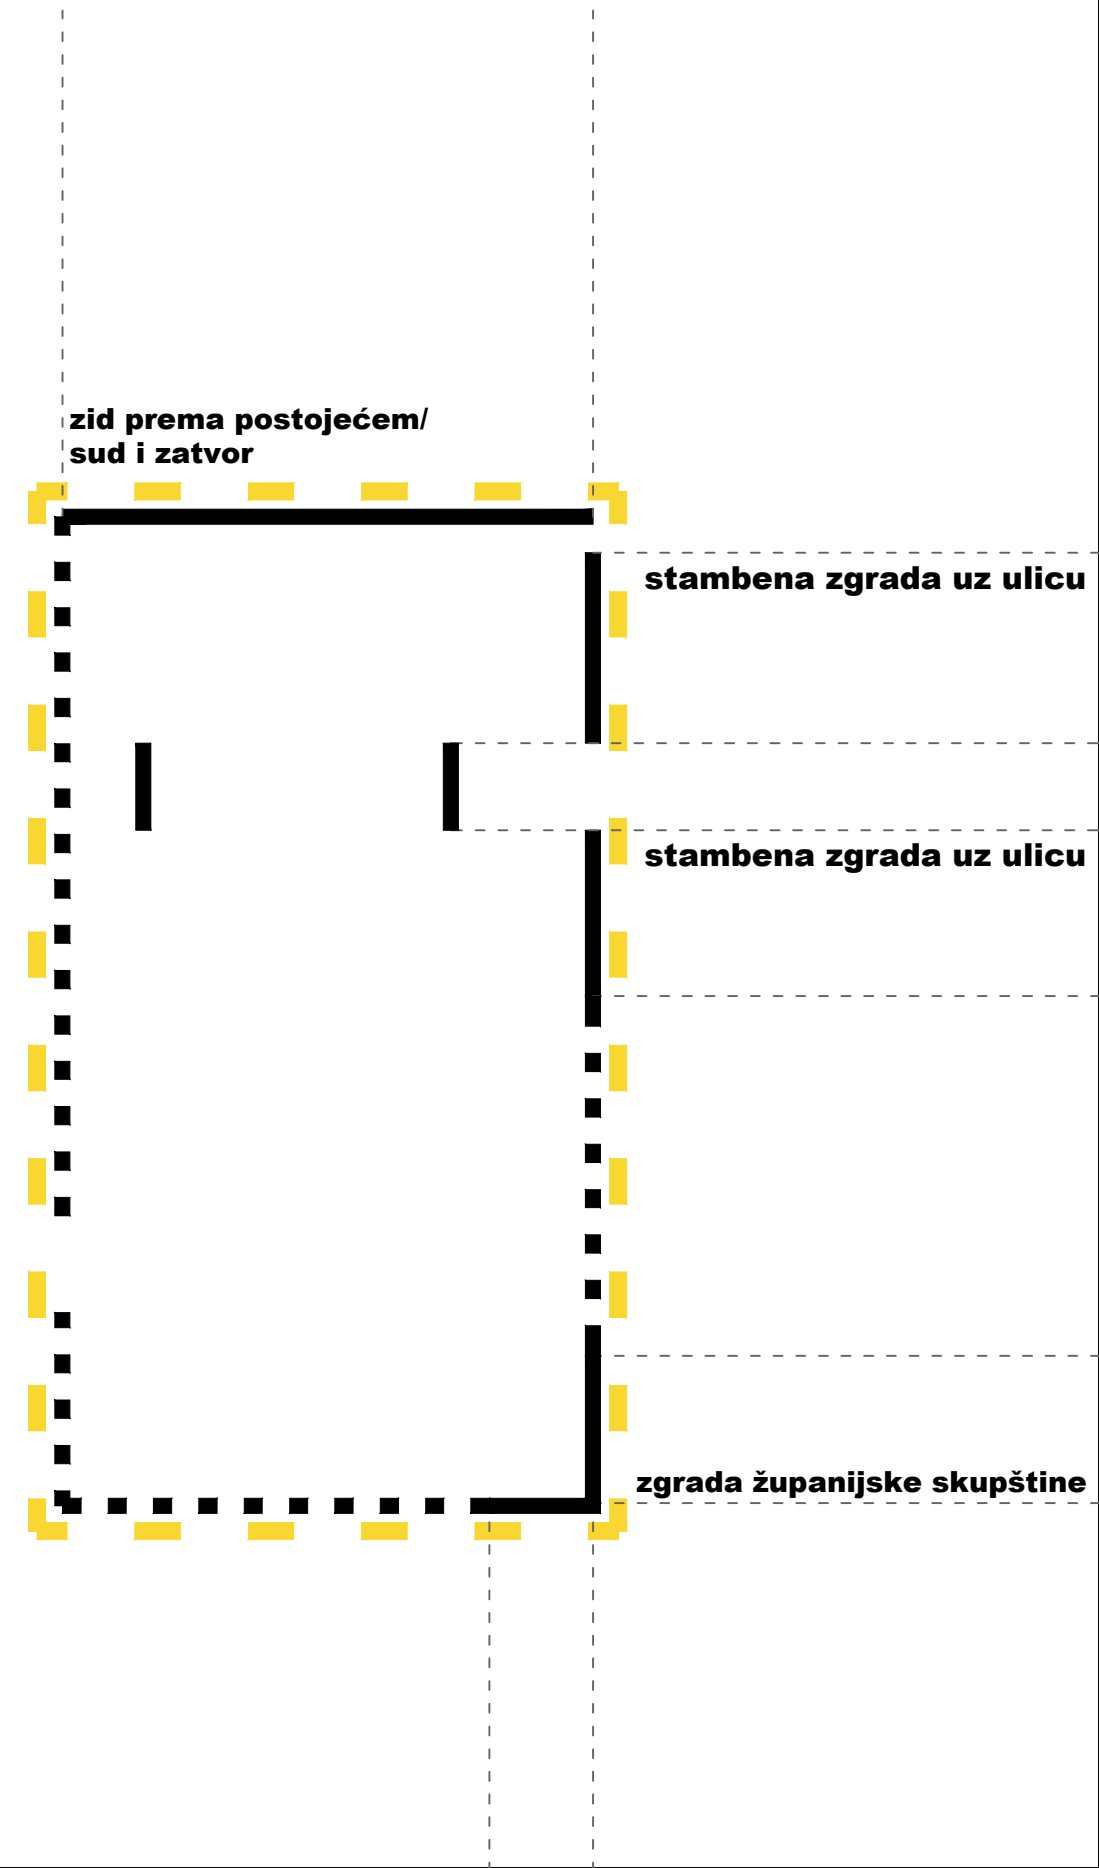 zid prema postojećem/
sud i zatvor
stambena zgrada uz ulicu
stambena zgrada uz ulicu
zgrada županijske skupštine